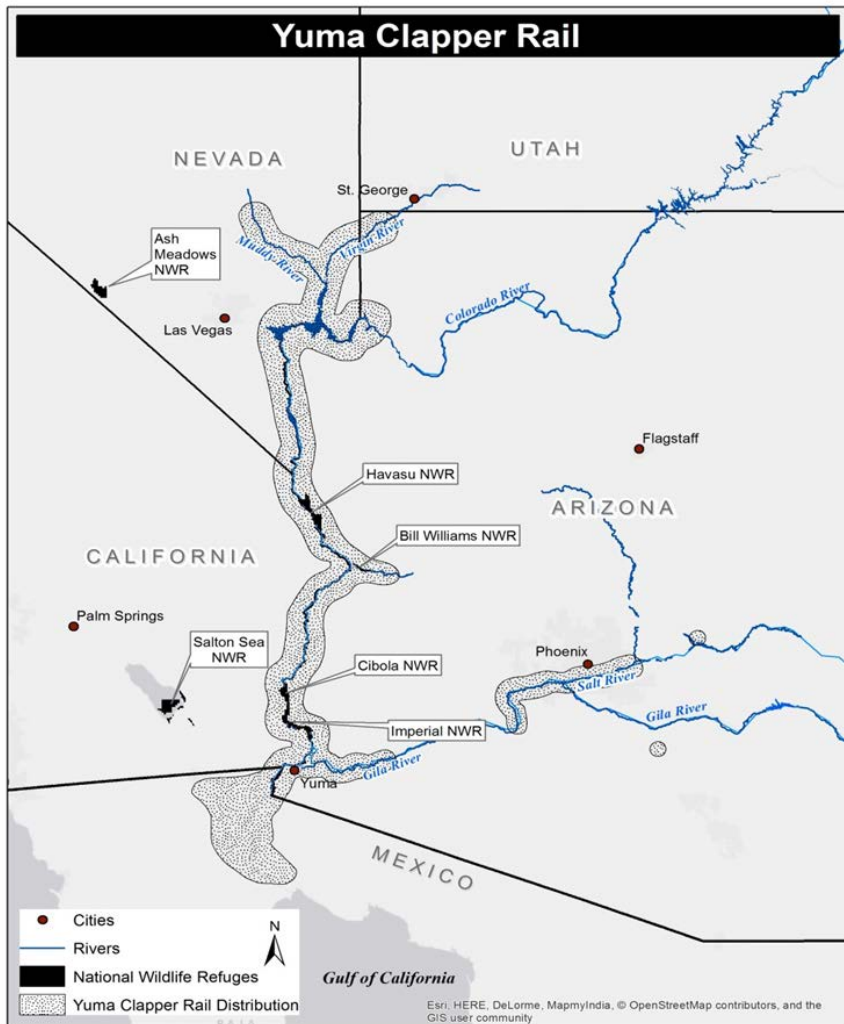 Yuma Clapper Rail
NEVADA
UTAH
St. George
Ash
Meadows
NWR
Muddy River
Virgin River
Las Vegas
Colorado River
Flagstaff
Havasu NWR
ARIZONA
Bill Williams NWR
CALIFORNIA
Palm Springs
Salton Sea
NWR
Phoenix
Cibola NWR
Salt River
Imperial NWR
Gila River
Yuma
Gila River
MEXICO
Cities
Rivers
N
National Wildlife Refuges
Yuma Clapper Rail Distribution
Gulf of California
Esri, HERE, DeLorme, MapmyIndia, © OpenStreetMap contributors, and the
GIS user community